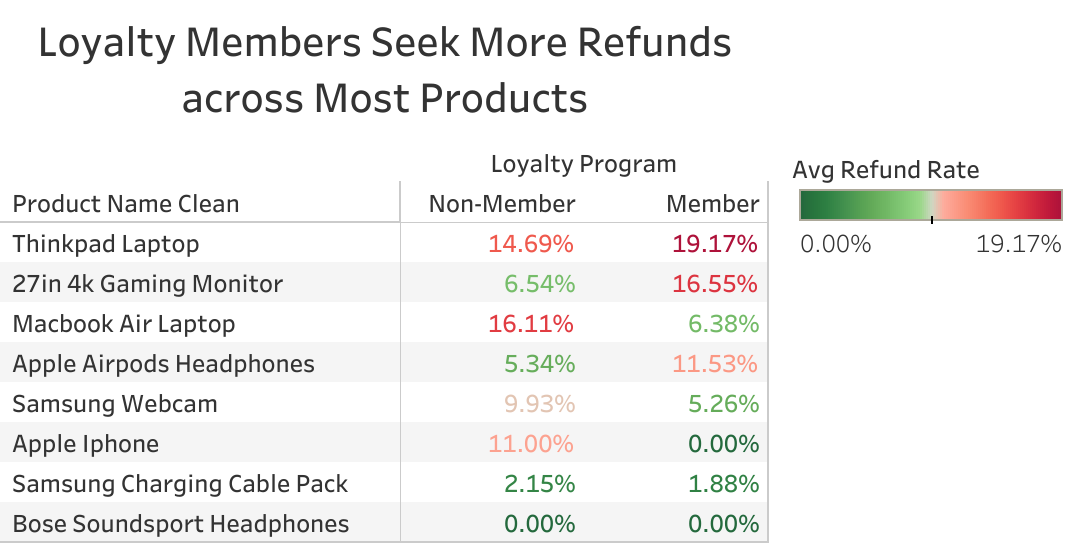 Loyalty Members Seek More Refunds
across Most Products
Loyalty Program
Product Name Clean Non-Member Member
Thinkpad Laptop 14.69% 19.17%
27in 4k Gaming Monitor 6.54% 16.55%
Macbook Air Laptop 16.11% 6.38%
Apple Airpods Headphones 5.34% 11.53%
Samsung Webcam 9.93% 5.26%
Apple Iphone 11.00% 0.00%
Samsung Charging Cable Pack 2.15% 1.88%
Bose Soundsport Headphones 0.00% 0.00%
Avg Refund Rate
0.00% 19.17%